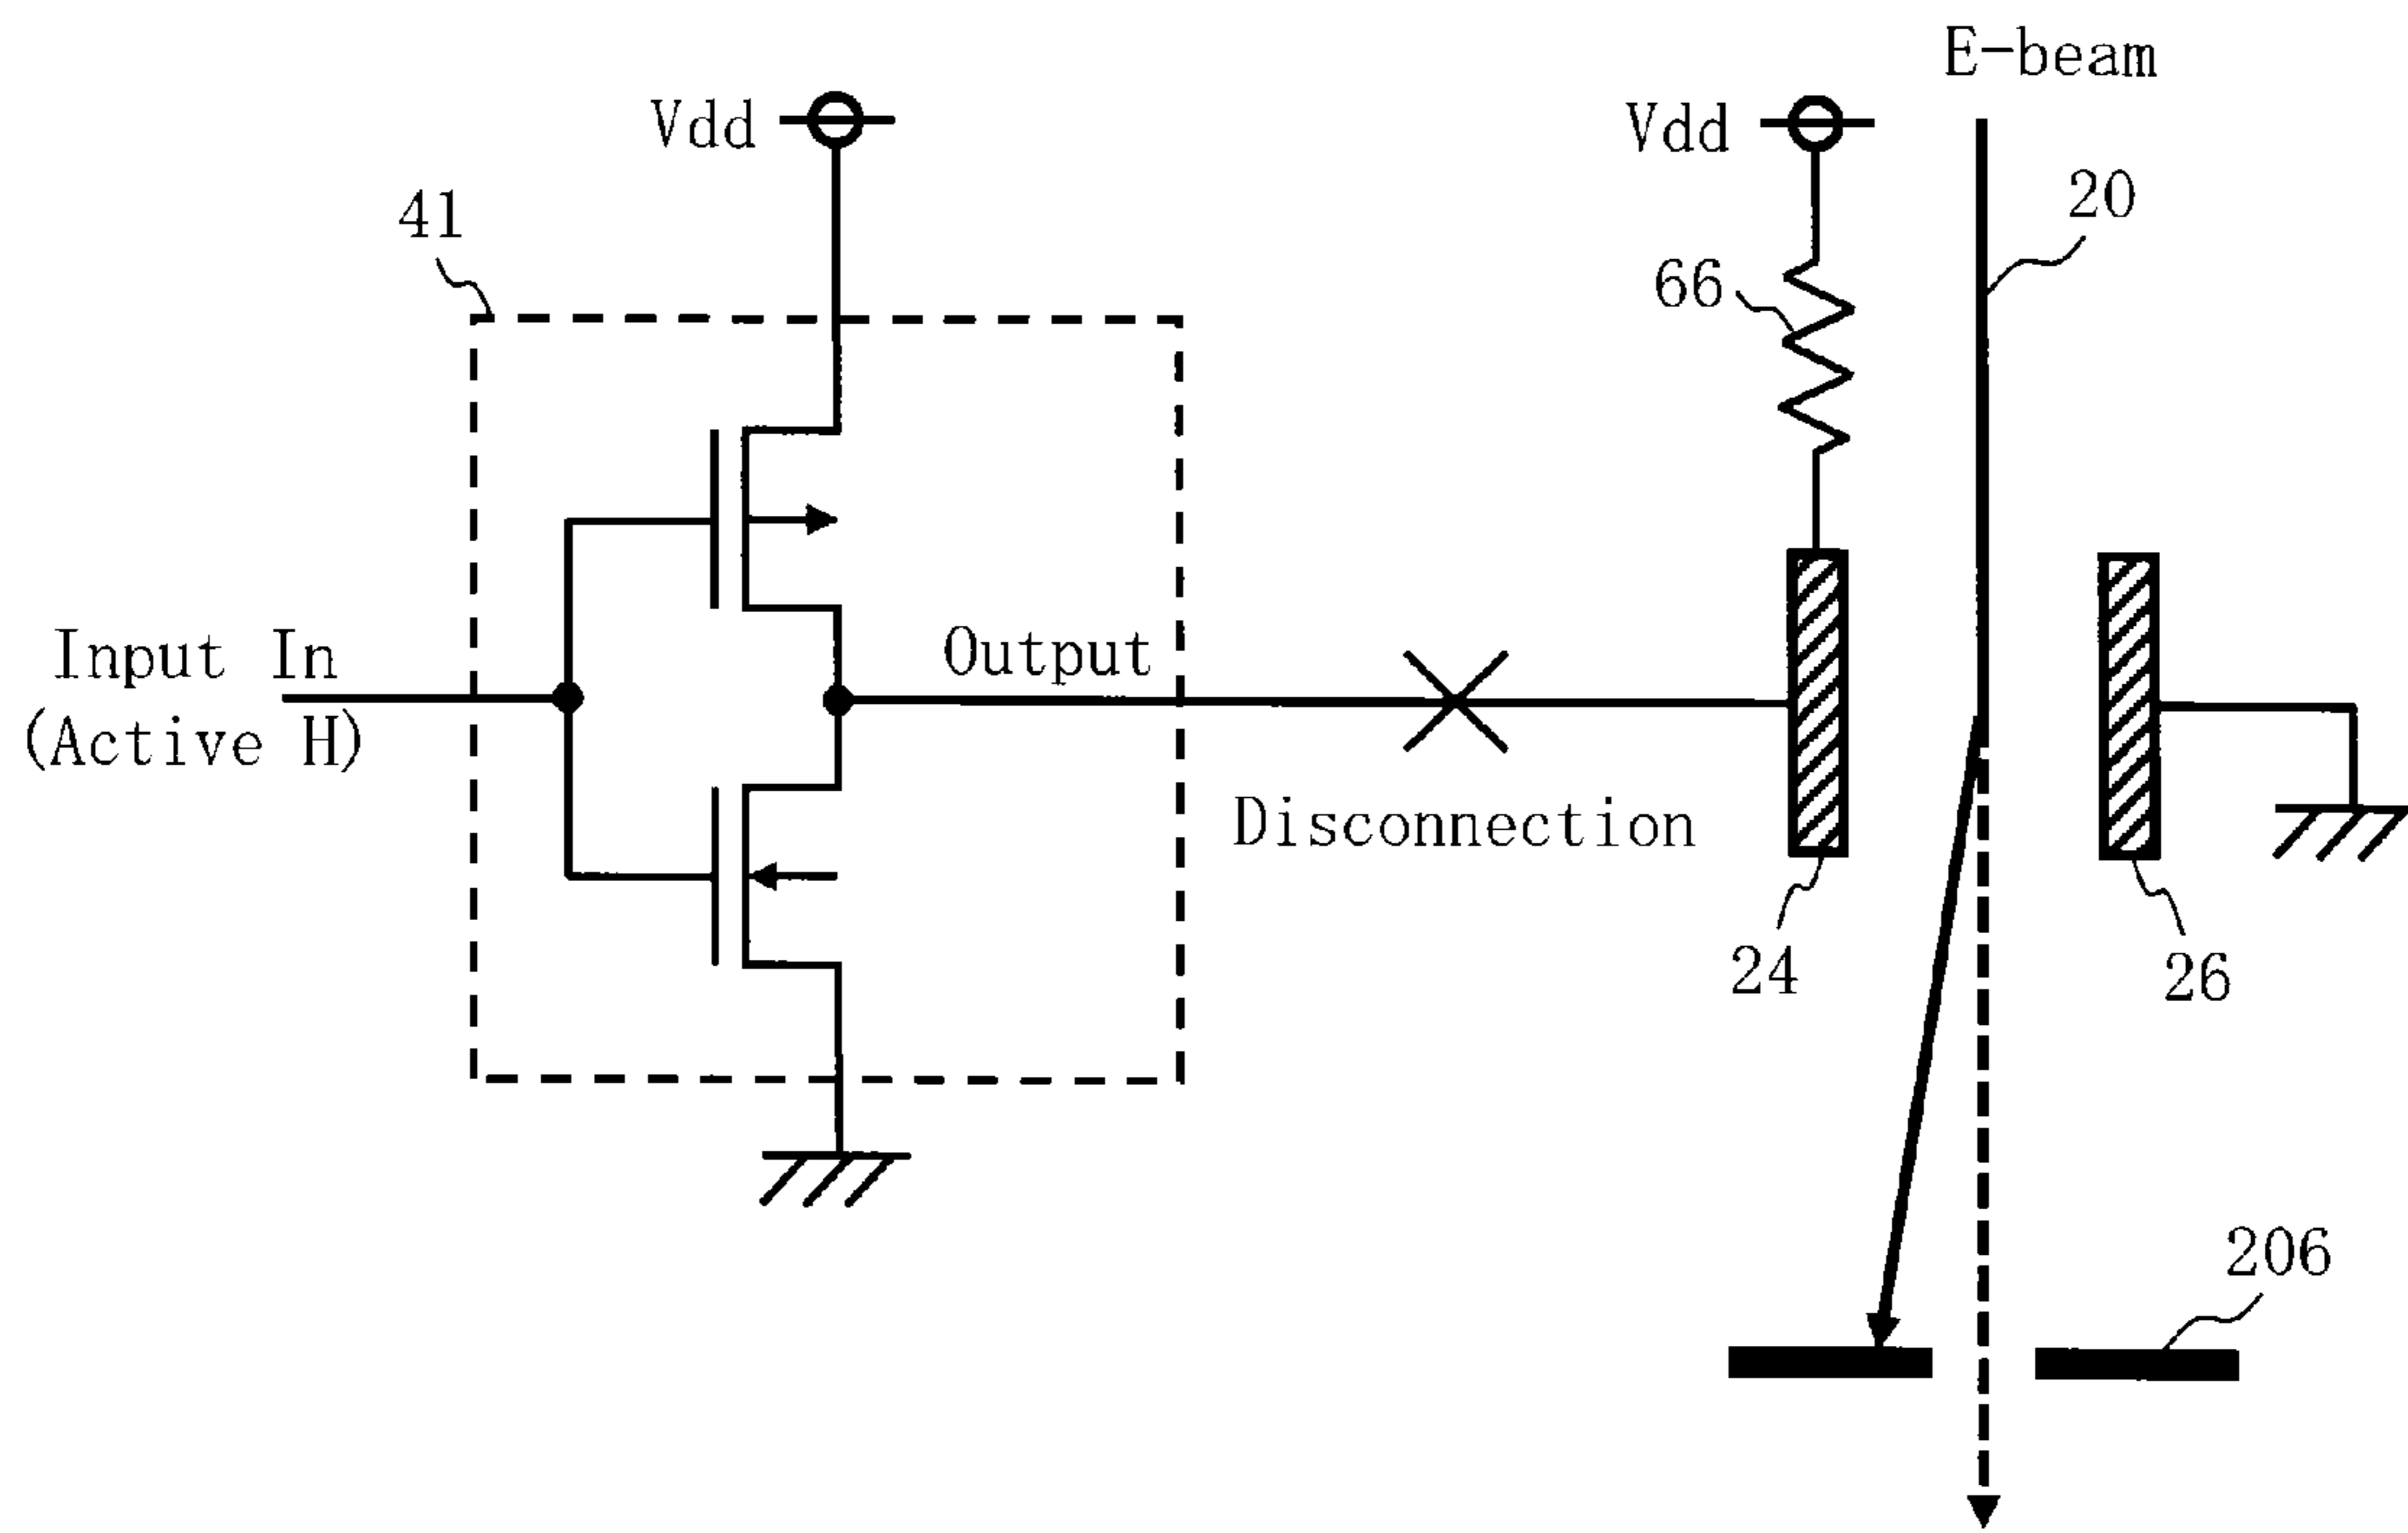 E-beam
Vdd
Vdd
20
41
66
Input In
(Active H)
Output
Disconnection
24
26
206